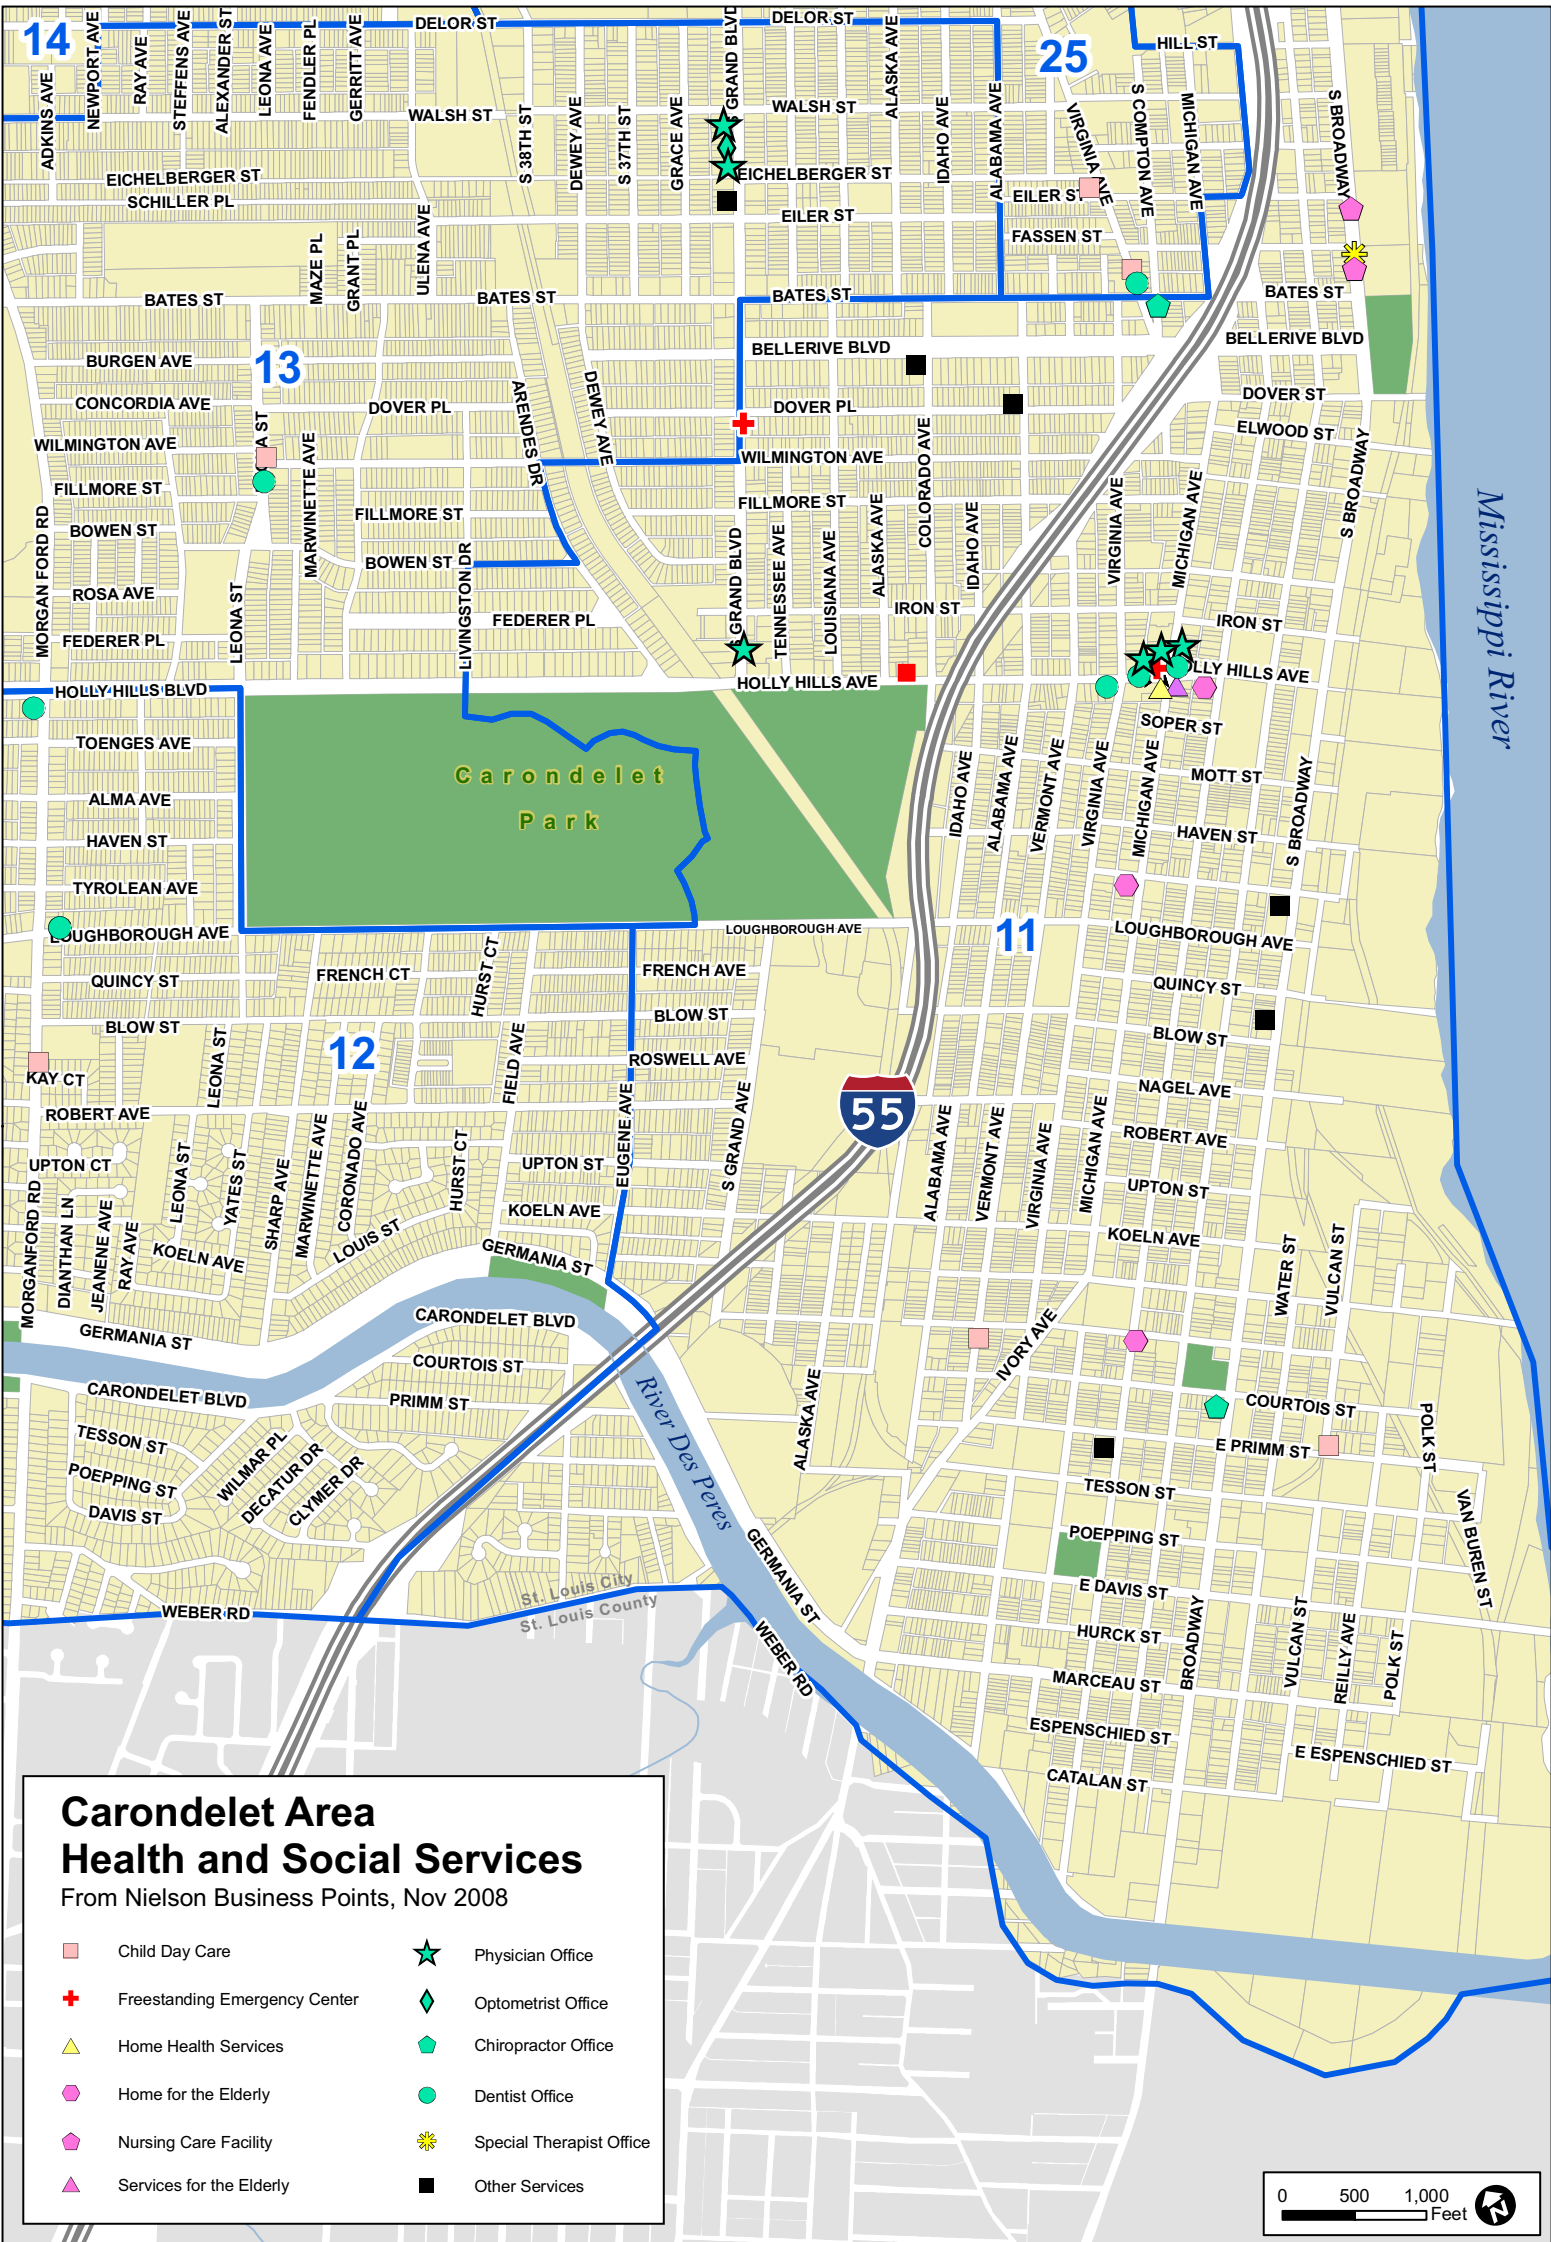 DELOR ST
DELOR ST
14
25
HILL ST
ADKINS AVE
NEWPORT AVE
RAY AVE
STEFFENS AVE
ALEXANDER ST
LEONA AVE
FENDLER PL
GERRITT AVE
WALSH ST
S 38TH ST
DEWEY AVE
S 37TH ST
GRACE AVE
S GRAND BLVD
WALSH ST
ALASKA AVE
IDAHO AVE
ALABAMA AVE
VIRGINIA AVE
S COMPTON AVE
MICHIGAN AVE
S BROADWAY
EICHELBERGER ST
EICHELBERGER ST
SCHILLER PL
EILER ST
EILER ST
FASSEN ST
MAZE PL
GRANT PL
ULENA AVE
BATES ST
BATES ST
BATES ST
BATES ST
BELLERIVE BLVD
BELLERIVE BLVD
BURGEN AVE
13
CONCORDIA AVE
DOVER PL
DOVER PL
DOVER ST
WILMINGTON AVE
WILMINGTON AVE
ELWOOD ST
ARENDES DR
DEWEY AVE
COLORADO AVE
S BROADWAY
MARWINETTE AVE
FILLMORE ST
FILLMORE ST
FILLMORE ST
BOWEN ST
BOWEN ST
MORGAN FORD RD
LIVINGSTON DR
S GRAND BLVD
TENNESSEE AVE
LOUISIANA AVE
ALASKA AVE
IDAHO AVE
VIRGINIA AVE
MICHIGAN AVE
Mississippi River
ROSA AVE
LEONA ST
IRON ST
IRON ST
FEDERER PL
FEDERER PL
HOLLY HILLS BLVD
HOLLY HILLS AVE
OLLY HILLS AVE
TOENGES AVE
SOPER ST
Carondelet
Park
ALMA AVE
HAVEN ST
TYROLEAN AVE
IDAHO AVE
ALABAMA AVE
VERMONT AVE
VIRGINIA AVE
MICHIGAN AVE
MOTT ST
HAVEN ST
S BROADWAY
LOUGHBOROUGH AVE
LOUGHBOROUGH AVE
11
LOUGHBOROUGH AVE
QUINCY ST
FRENCH CT
HURST CT
FRENCH AVE
QUINCY ST
BLOW ST
BLOW ST
BLOW ST
12
LEONA ST
FIELD AVE
ROSWELL AVE
KAY CT
NAGEL AVE
55
ROBERT AVE
ROBERT AVE
EUGENE AVE
S GRAND AVE
ALABAMA AVE
VERMONT AVE
VIRGINIA AVE
MICHIGAN AVE
UPTON CT
UPTON ST
UPTON ST
MORGANFORD RD
DIANTHAN LN
JEANENE AVE
RAY AVE
LEONA ST
YATES ST
SHARP AVE
MARWINETTE AVE
CORONADO AVE
HURST CT
KOELN AVE
KOELN AVE
KOELN AVE
LOUIS ST
WATER ST
VULCAN ST
GERMANIA ST
GERMANIA ST
CARONDELET BLVD
CARONDELET BLVD
COURTOIS ST
PRIMM ST
IVORY AVE
ALASKA AVE
COURTOIS ST
POLK ST
River Des Peres
E PRIMM ST
TESSON ST
POEPPING ST
DAVIS ST
WILMAR PL
DECATUR DR
CLYMER DR
TESSON ST
POEPPING ST
VAN BUREN ST
GERMANIA ST
E DAVIS ST
St. Louis City
St. Louis County
WEBER RD
WEBER RD
HURCK ST
BROADWAY
VULCAN ST
REILLY AVE
POLK ST
MARCEAU ST
ESPENSCHIED ST
E ESPENSCHIED ST
CATALAN ST
Carondelet Area
Health and Social Services
From Nielson Business Points, Nov 2008
Child Day Care
Physician Office
Freestanding Emergency Center
Optometrist Office
Home Health Services
Chiropractor Office
Home for the Elderly
Dentist Office
Nursing Care Facility
Special Therapist Office
Services for the Elderly
Other Services
0 500 1,000
Feet
N